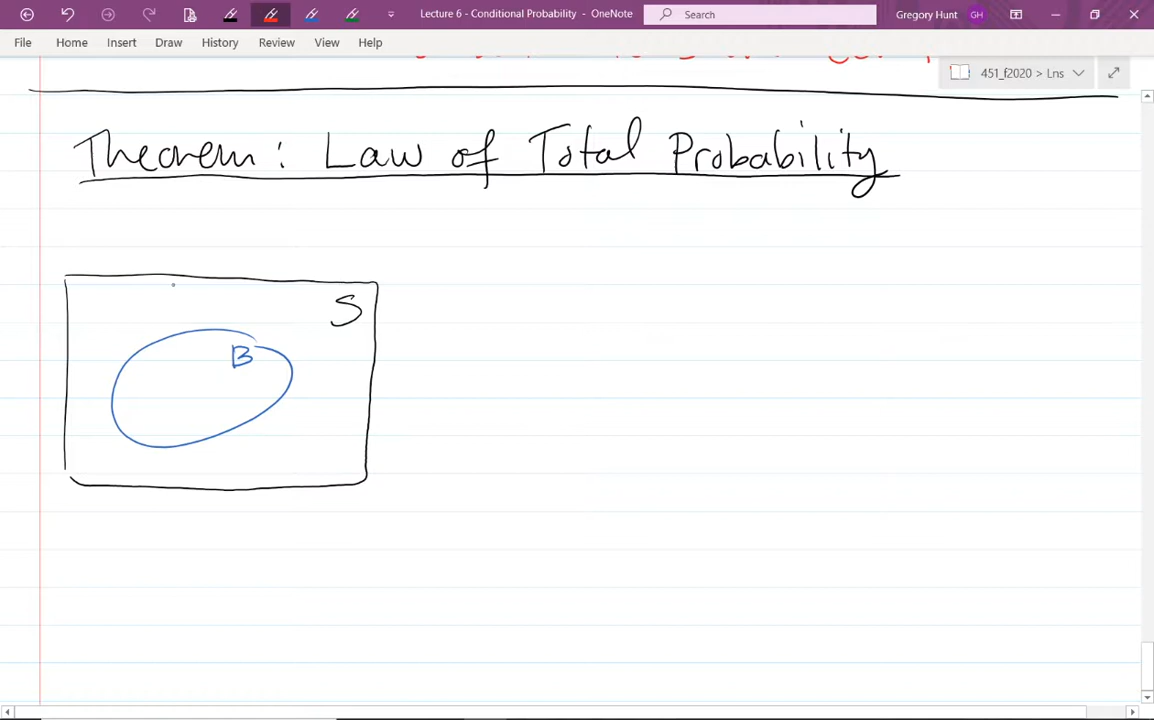 Lecture 6 - Conditional Probability - OneNote
Search
Gregory Hunt
GH
File Home Insert Draw History Review View Help
451_f2020 > Lns
Theorem: Law of Total Probability
S
B